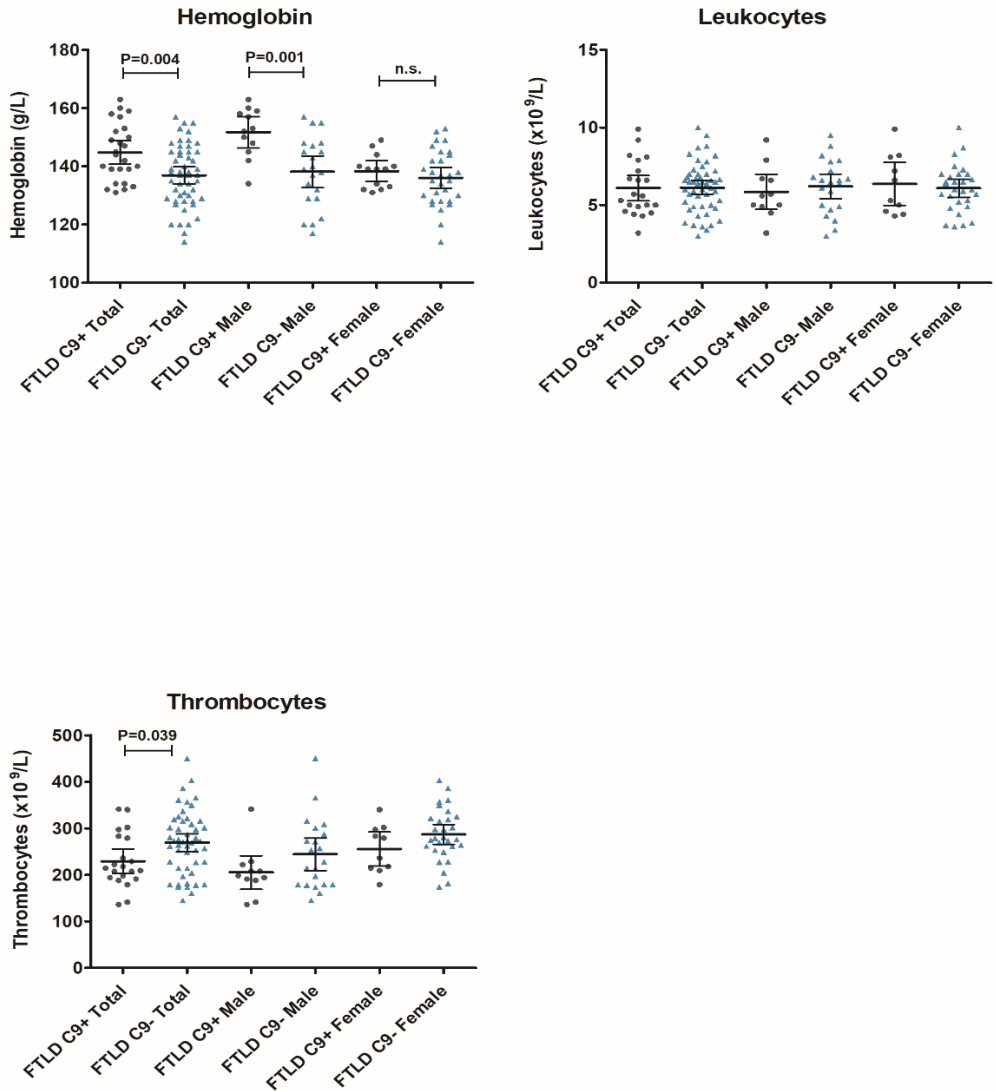 Hemoglobin
Hemoglobin (g/L)
180
160
140
120
100
P=0.004
P=0.001
n.s.
FTLD C9+ Total
FTLD C9- Total
FTLD C9+ Male
FTLD C9- Male
FTLD C9+ Female
FTLD C9- Female
Leukocytes
Leukocytes (x10⁹/L)
15
10
5
0
FTLD C9+ Total
FTLD C9- Total
FTLD C9+ Male
FTLD C9- Male
FTLD C9+ Female
FTLD C9- Female
Thrombocytes
Thrombocytes (x10⁹/L)
500
400
300
200
100
0
P=0.039
FTLD C9+ Total
FTLD C9- Total
FTLD C9+ Male
FTLD C9- Male
FTLD C9+ Female
FTLD C9- Female